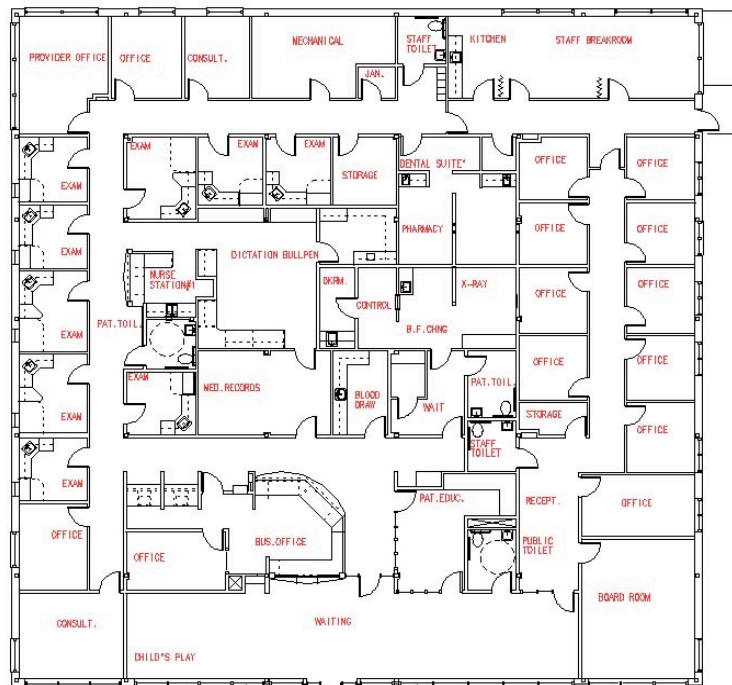 PROVIDER OFFICE
OFFICE
CONSULT.
MECHANICAL
JAN.
STAFF
TOILET
KITCHEN
STAFF BREAKROOM
EXAM
EXAM
EXAM
EXAM
STORAGE
DENTAL SUITE"
OFFICE
OFFICE
EXAM
PHARMACY
OFFICE
OFFICE
DICTATION BULLPEN
NURSE
STATION#1
DKRM.
CONTROL
X-RAY
OFFICE
OFFICE
EXAM
PAT.TOIL.
B.F.CHNG
EXAM
EXAM
MED.RECORDS
BLOOD
DRAW
WAIT
PAT.TOIL.
OFFICE
OFFICE
STORAGE
OFFICE
STAFF
TOILET
EXAM
PAT.EDUC.
RECEPT.
OFFICE
OFFICE
OFFICE
BUS.OFFICE
PUBLIC
TOILET
CONSULT.
WAITING
BOARD ROOM
CHILD"S PLAY